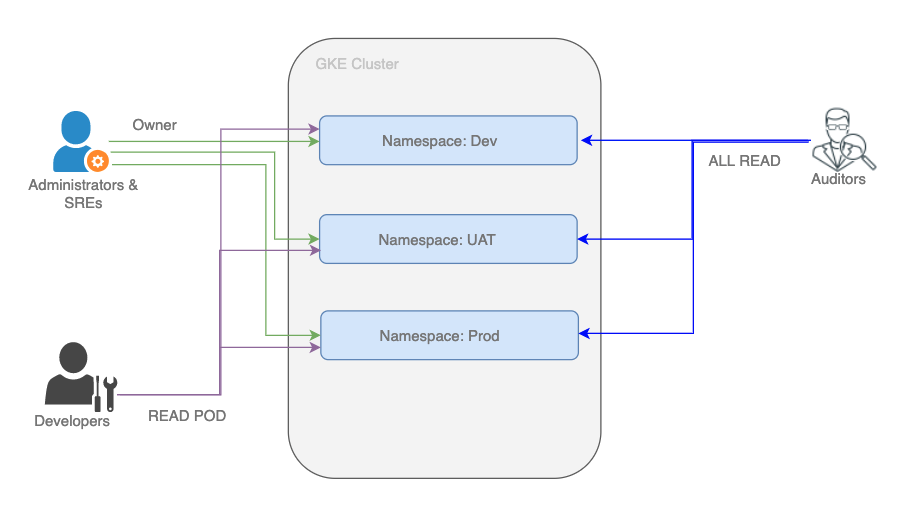 GKE Cluster
Owner
Namespace: Dev
ALL READ
Administrators &
SREs
Auditors
Namespace: UAT
Namespace: Prod
Developers
READ POD